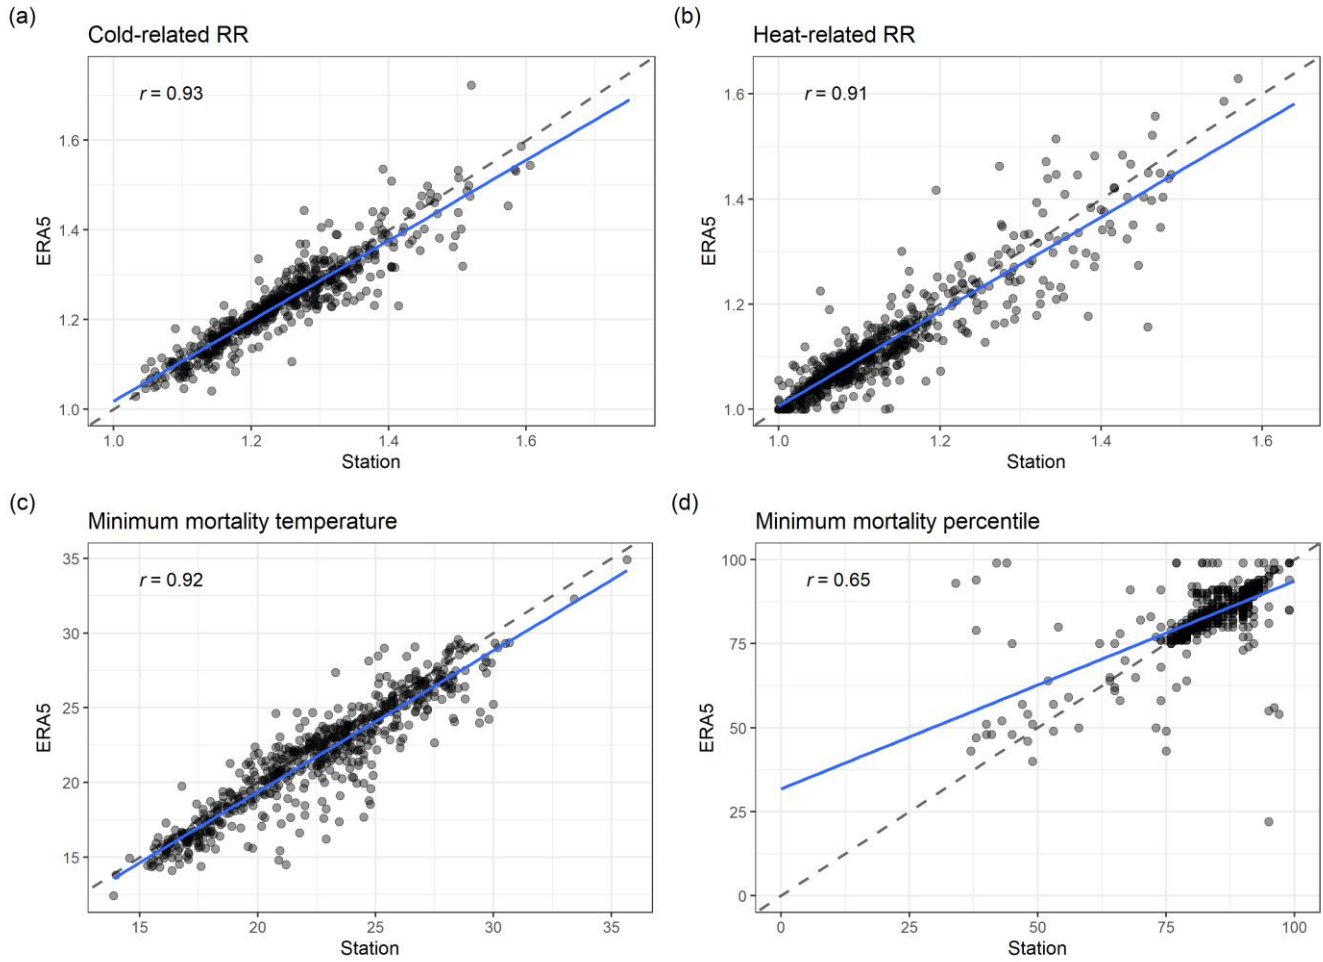 (a)
Cold-related RR
r = 0.93
1.6
1.4
1.2
1.0
ERA5
1.0 1.2 1.4 1.6
Station
(b)
Heat-related RR
r = 0.91
1.6
1.4
1.2
1.0
ERA5
1.0 1.2 1.4 1.6
Station
(c)
Minimum mortality temperature
r = 0.92
35
30
25
20
15
ERA5
15 20 25 30 35
Station
(d)
Minimum mortality percentile
r = 0.65
100
75
50
25
0
ERA5
0 25 50 75 100
Station